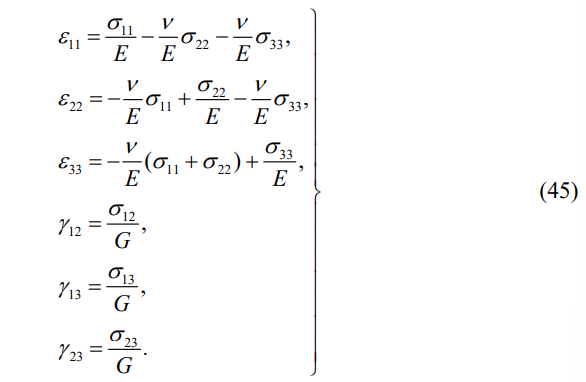 ε₁₁ = σ₁₁/E − ν/E σ₂₂ − ν/E σ₃₃,
ε₂₂ = − ν/E σ₁₁ + σ₂₂/E − ν/E σ₃₃,
ε₃₃ = − ν/E (σ₁₁ + σ₂₂) + σ₃₃/E,
(45)
γ₁₂ = σ₁₂/G,
γ₁₃ = σ₁₃/G,
γ₂₃ = σ₂₃/G.